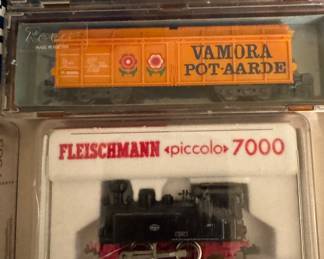 VAMORA
POT-AARDE
FLEISCHMANN piccolo 7000